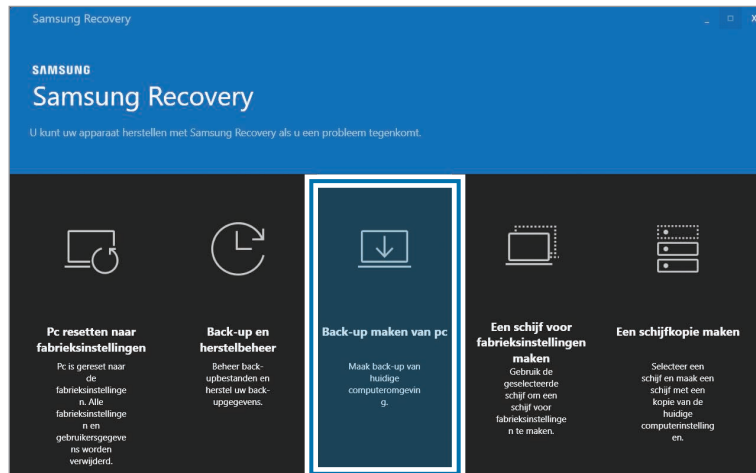 Samsung Recovery
SAMSUNG
Samsung Recovery
U kunt uw apparaat herstellen met Samsung Recovery als u een probleem tegenkomt.
Pc resetten naar
fabrieksinstellingen
Pc is gereset naar
de
fabrieksinstellinge
n. Alle
fabrieksinstellinge
n en
gebruikersgegeve
ns worden
verwijderd.
Back-up en
herstelbeheer
Beheer back-
upbestanden en
herstel uw back-
upgegevens.
Back-up maken van pc
Maak back-up van
huidige
computeromgevin
g.
Een schijf voor
fabrieksinstellingen
maken
Gebruik de
geselecteerde
schijf om een
schijf voor
fabrieksinstellinge
n te maken.
Een schijfkopie maken
Selecteer een
schijf en maak een
schijf met een
kopie van de
huidige
computerinstelling
en.